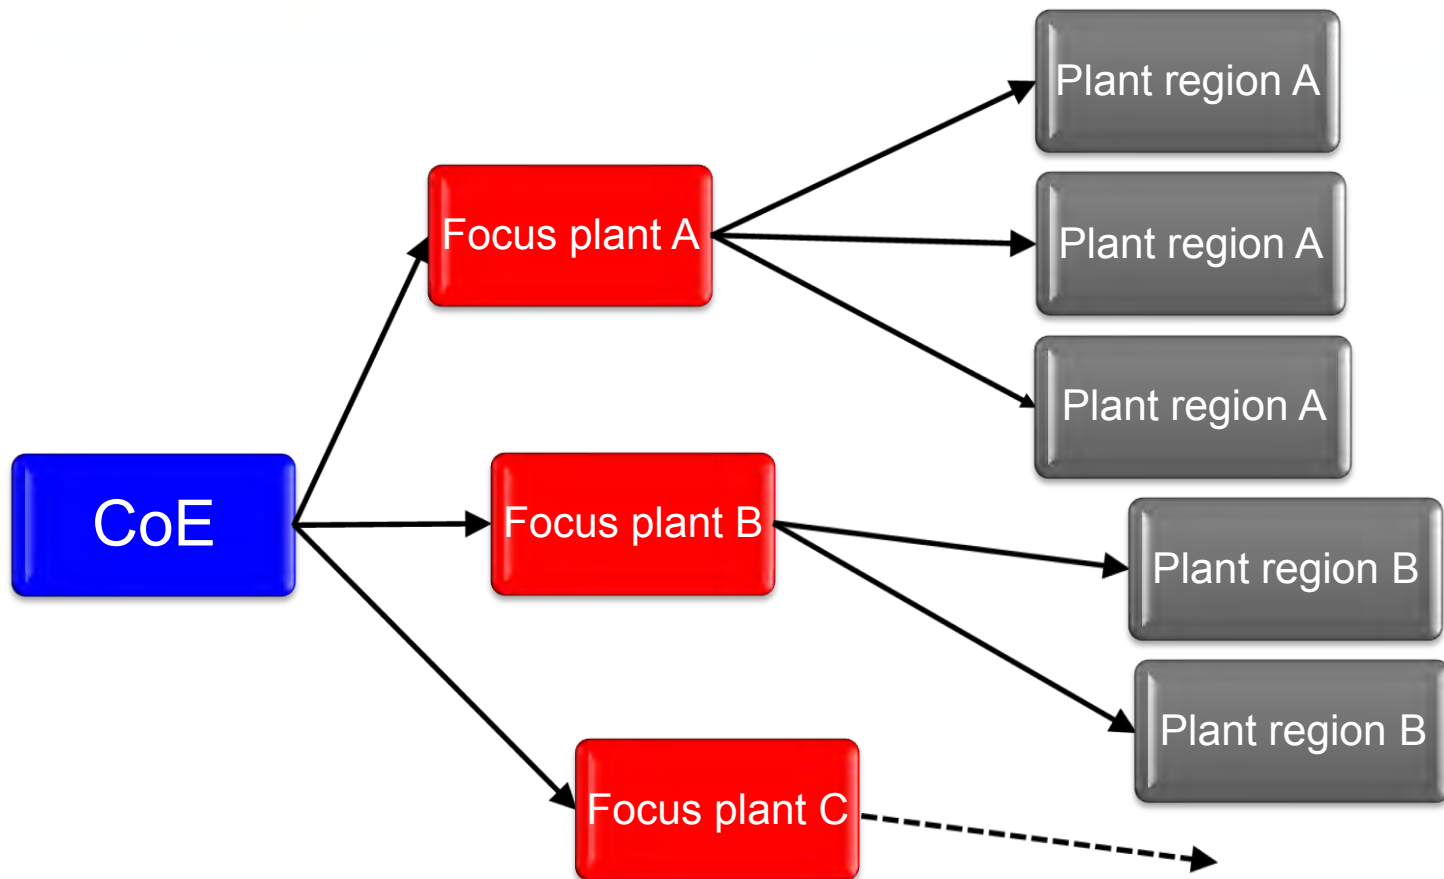 Plant region A
Plant region A
Focus plant A
Plant region A
CoE
Focus plant B
Plant region B
Plant region B
Focus plant C